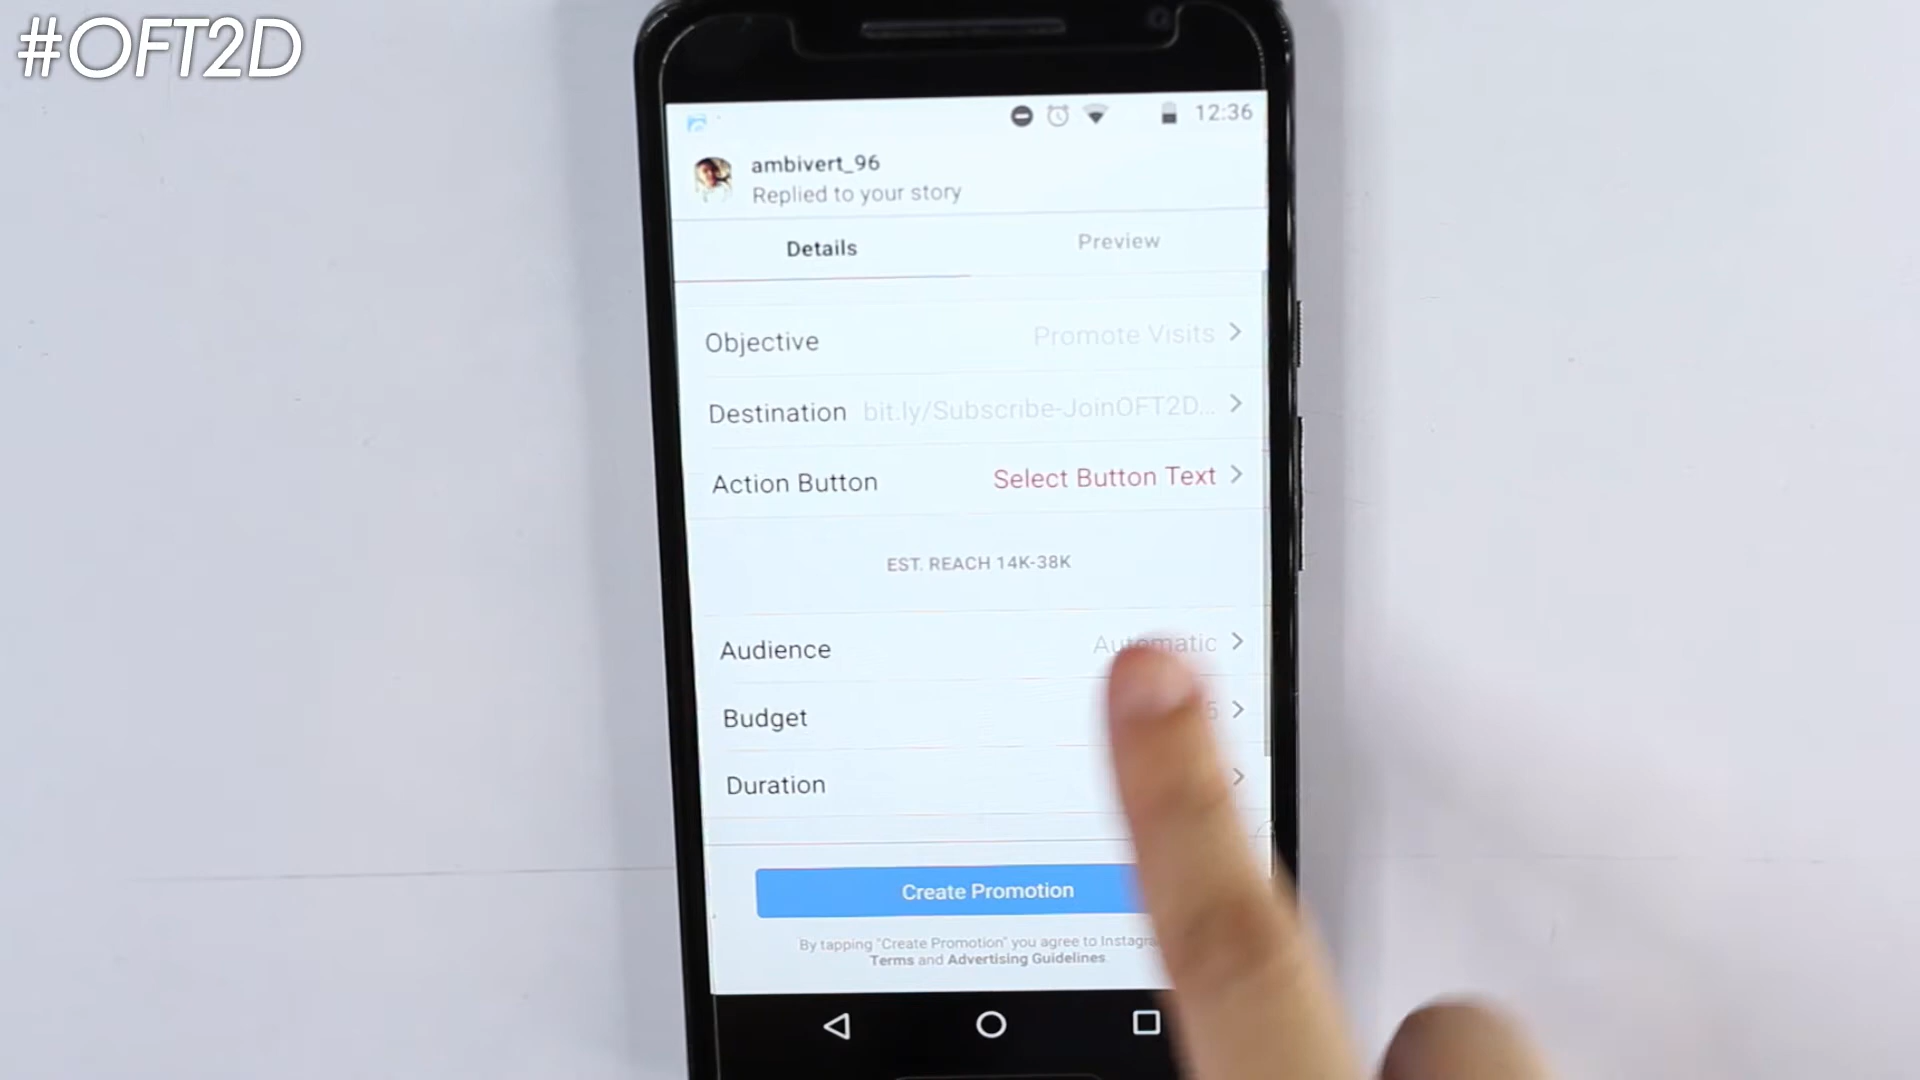 #OFT2D
12:36
ambivert_96
Replied to your story
Details
Preview
Objective
Promote Visits
Destination
bit.ly/Subscribe-JoinOFT2D...
Action Button
Select Button Text
EST. REACH 14K-38K
Audience
Automatic
Budget
Duration
Create Promotion
By tapping "Create Promotion" you agree to
Terms and Advertising Guidelines